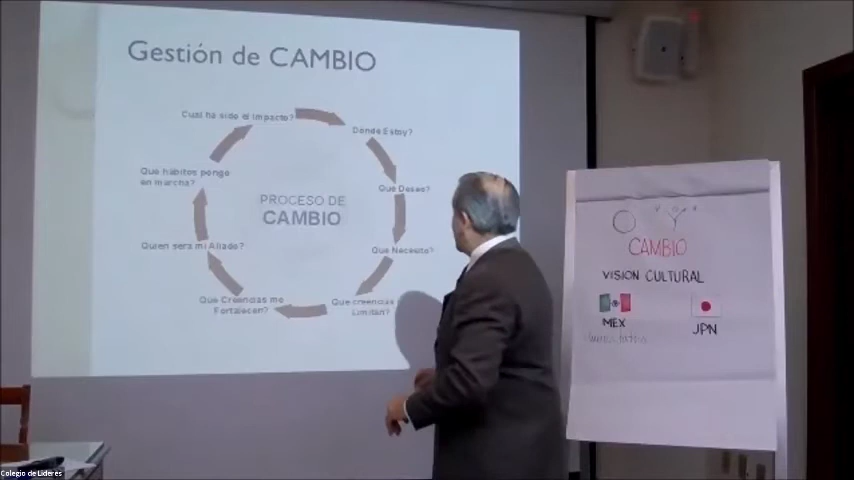 Gestión de CAMBIO
Cual ha sido el Impacto?
Donde Estoy?
Que Deseo?
Que Necesito?
Que creencias
Limitan?
Que Creencias me
Fortalecen?
Quien sera mi Aliado?
Que hábitos pongo
en marcha?
PROCESO DE
CAMBIO
CAMBIO
VISION CULTURAL
MEX
JPN
Colegio de Lideres